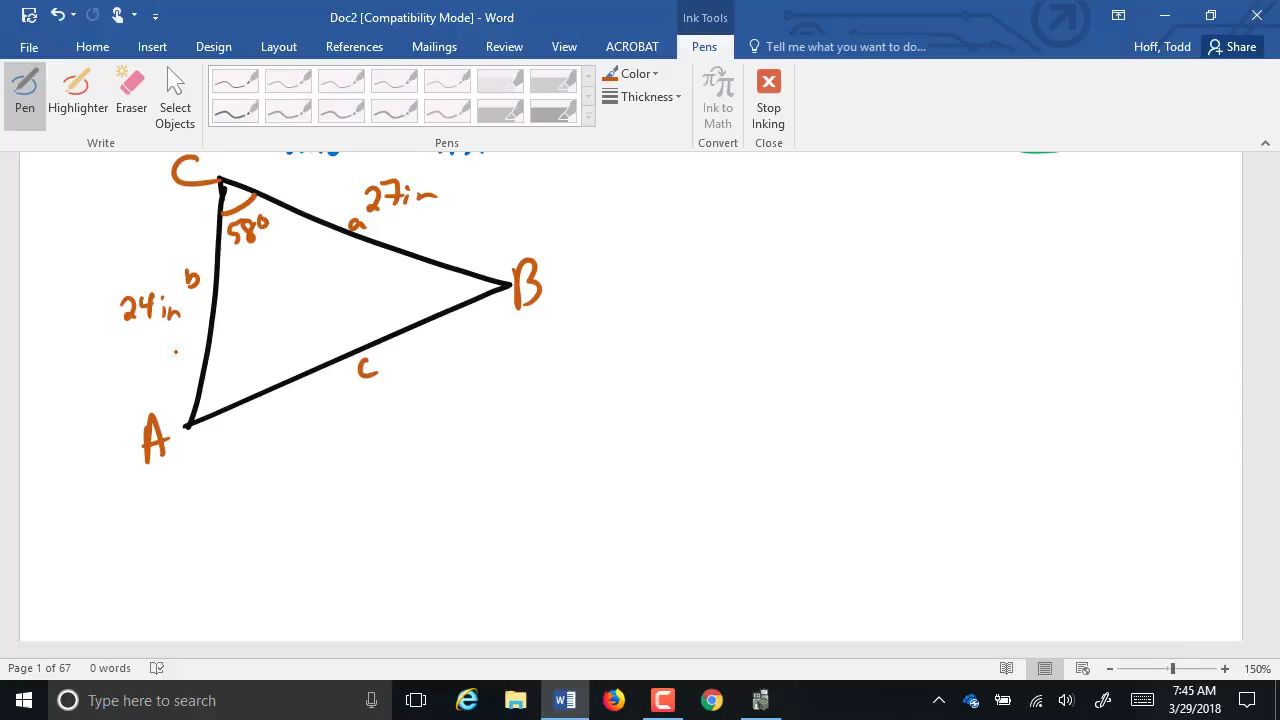 Doc2 [Compatibility Mode] - Word
Ink Tools
File Home Insert Design Layout References Mailings Review View ACROBAT Pens Tell me what you want to do... Hoff, Todd Share
Pen Highlighter Eraser Select Objects
Color
Thickness
Ink to Math
Stop Inking
Write Pens Convert Close
C
27in
58°
a
b
B
24in
c
A
Page 1 of 67 0 words 150%
Type here to search
7:45 AM
3/29/2018